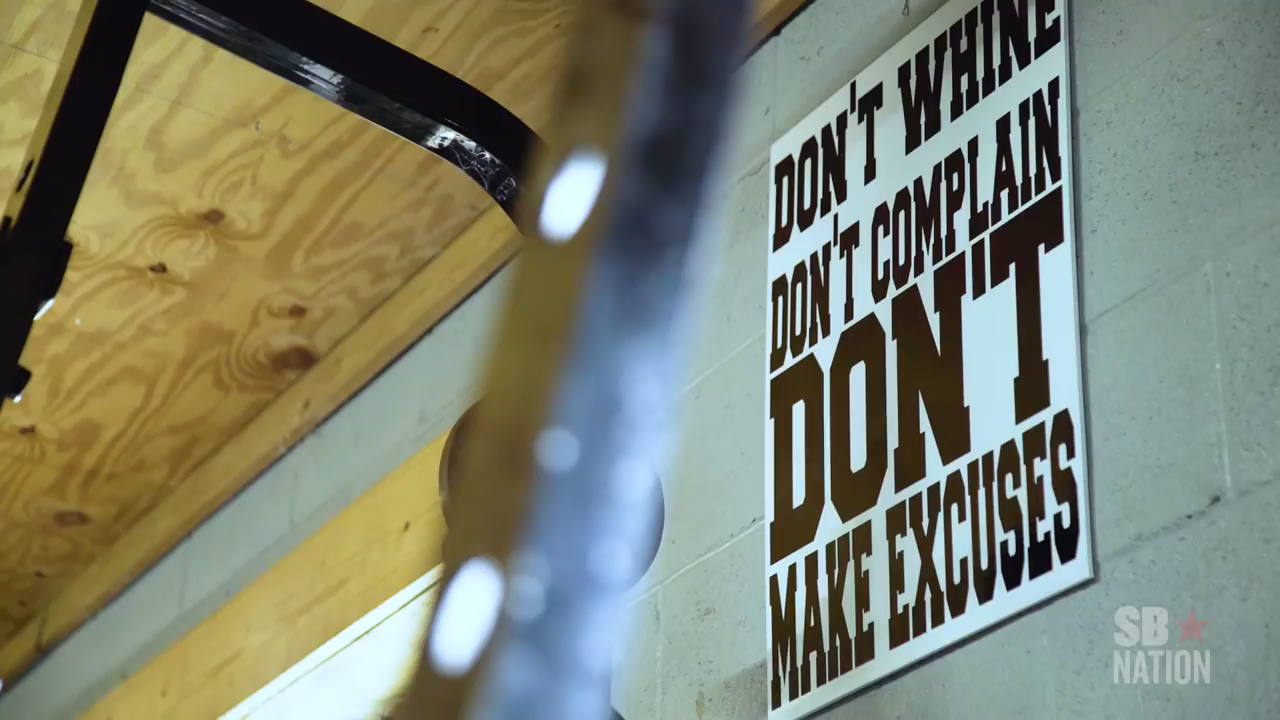 DON'T WHINE
DON'T COMPLAIN
DON'T
MAKE EXCUSES
SB
NATION